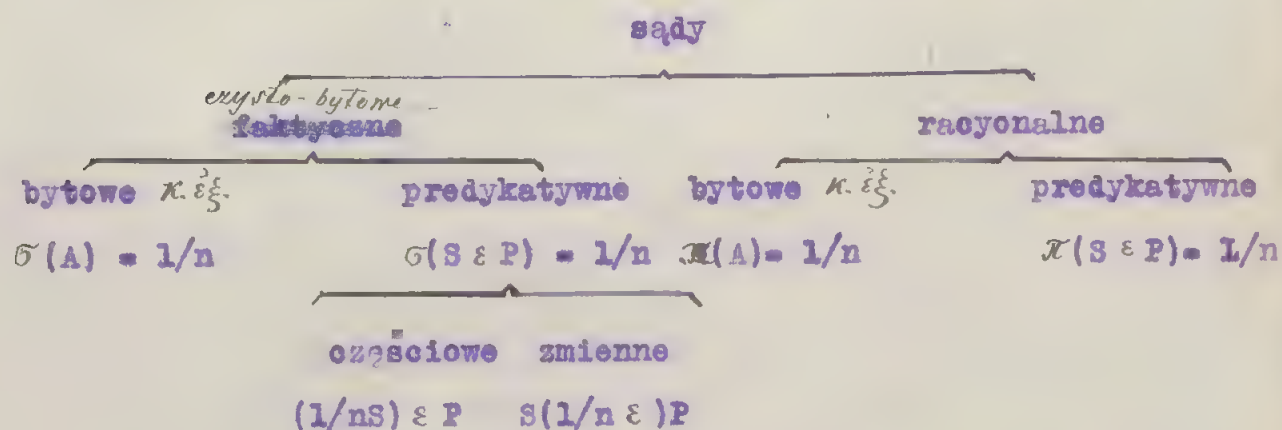 sądy
czysto-bytowe
faktyczne racyonalne
bytowe κ. ἐξ. predykatywne bytowe κ. ἐξ. predykatywne
σ(A) = 1/n σ(S ε P) = 1/n π(A)= 1/n π(S ε P)= 1/n
częściowe zmienne
(1/nS) ε P S(1/n ε )P